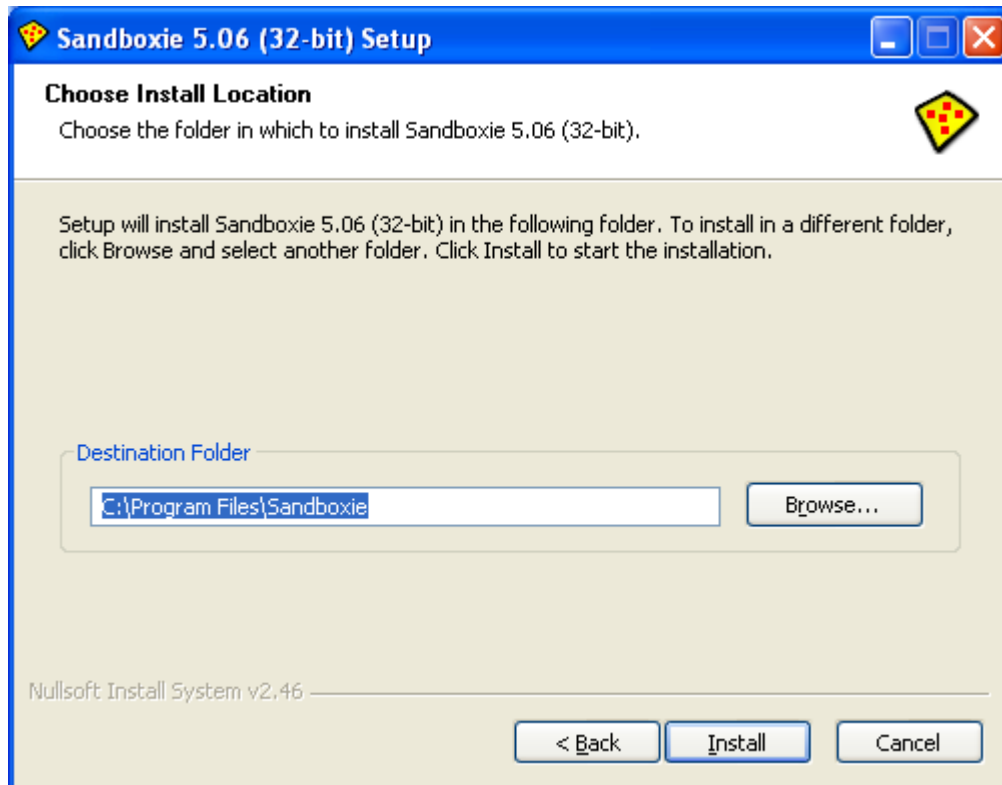 Sandboxie 5.06 (32-bit) Setup
Choose Install Location
Choose the folder in which to install Sandboxie 5.06 (32-bit).
Setup will install Sandboxie 5.06 (32-bit) in the following folder. To install in a different folder,
click Browse and select another folder. Click Install to start the installation.
Destination Folder
C:\Program Files\Sandboxie
Browse...
Nullsoft Install System v2.46
< Back
Install
Cancel